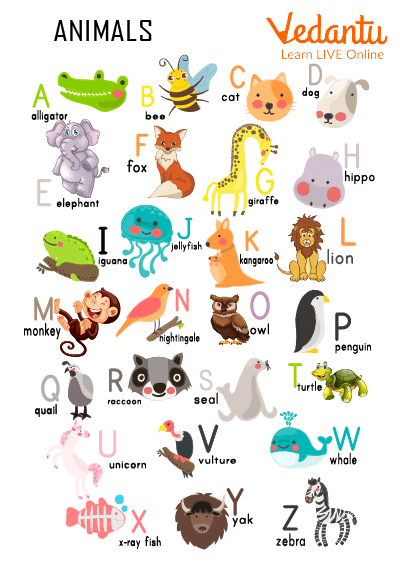 ANIMALS
Vedantu
Learn LIVE Online
A
alligator
B
bee
C
cat
D
dog
E
elephant
F
fox
G
giraffe
H
hippo
I
iguana
J
jellyfish
K
kangaroo
L
lion
M
monkey
N
nightingale
O
owl
P
penguin
Q
quail
R
raccoon
S
seal
T
turtle
U
unicorn
V
vulture
W
whale
X
x-ray fish
Y
yak
Z
zebra